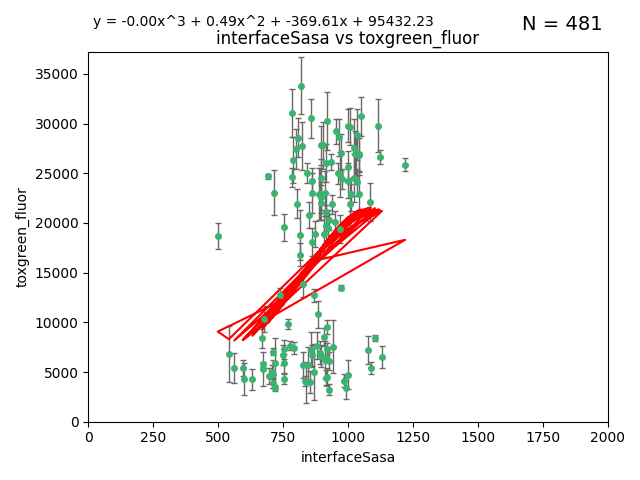 y = -0.00x^3 + 0.49x^2 + -369.61x + 95432.23
N = 481
interfaceSasa vs toxgreen_fluor
35000
30000
25000
20000
15000
10000
5000
0
toxgreen_fluor
0 250 500 750 1000 1250 1500 1750 2000
interfaceSasa